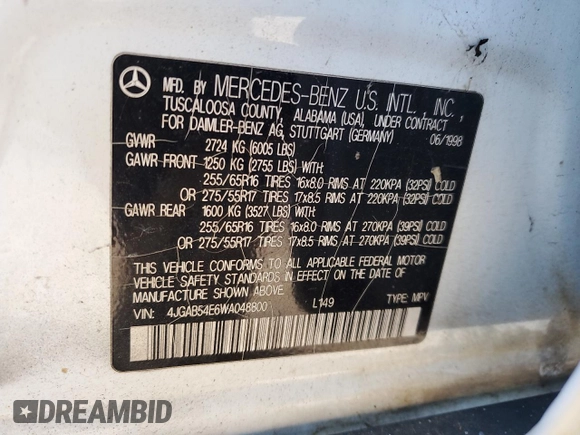 MFD. BY MERCEDES-BENZ U.S. INTL., INC.,
TUSCALOOSA COUNTY, ALABAMA (USA), UNDER CONTRACT
FOR DAIMLER-BENZ AG, STUTTGART (GERMANY) 06/1998
GVWR 2724 KG (6005 LBS)
GAWR FRONT 1250 KG (2755 LBS) WITH:
255/65R16 TIRES 16x8.0 RIMS AT 220KPA (32PSI) COLD
OR 275/55R17 TIRES 17x8.5 RIMS AT 220KPA (32PSI) COLD
GAWR REAR 1600 KG (3527 LBS) WITH:
255/65R16 TIRES 16x8.0 RIMS AT 270KPA (39PSI) COLD
OR 275/55R17 TIRES 17x8.5 RIMS AT 270KPA (39PSI) COLD
THIS VEHICLE CONFORMS TO ALL APPLICABLE FEDERAL MOTOR
VEHICLE SAFETY STANDARDS IN EFFECT ON THE DATE OF
MANUFACTURE SHOWN ABOVE.
VIN: 4JGAB54E6WA048800 L149 TYPE: MPV
DREAMBID